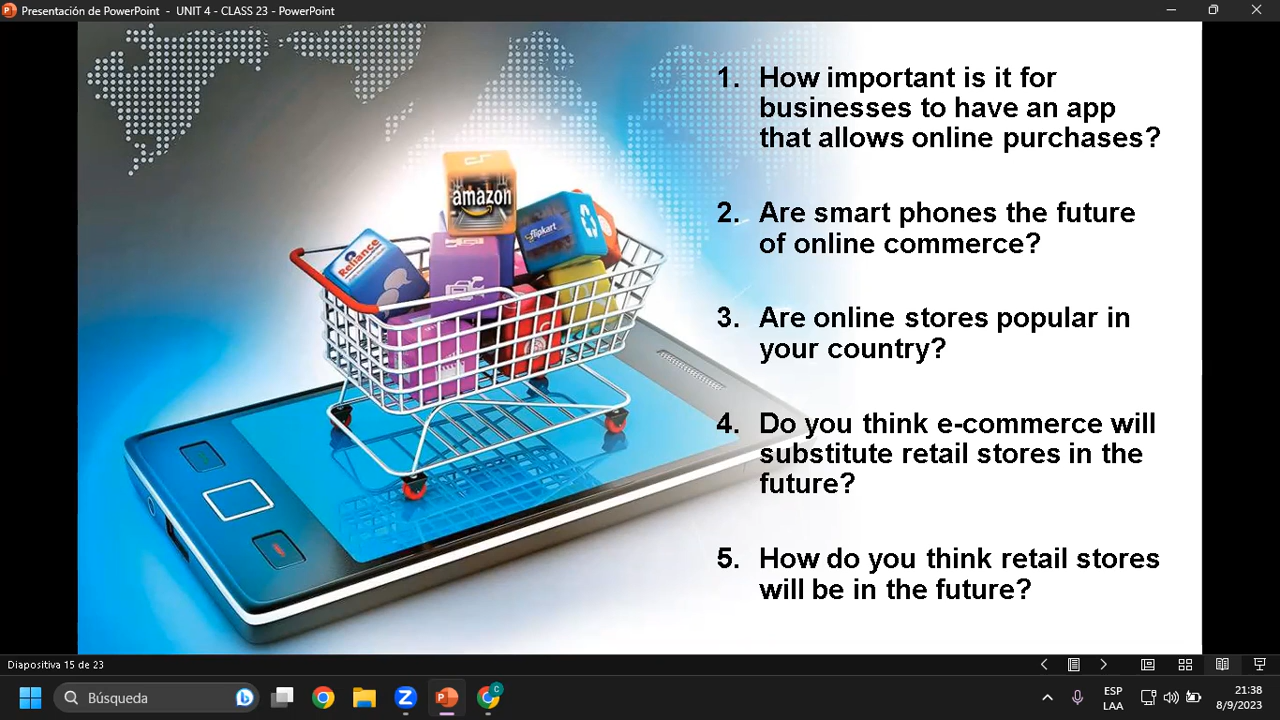 Presentación de PowerPoint - UNIT 4 - CLASS 23 - PowerPoint
1. How important is it for
businesses to have an app
that allows online purchases?
2. Are smart phones the future
of online commerce?
3. Are online stores popular in
your country?
4. Do you think e-commerce will
substitute retail stores in the
future?
5. How do you think retail stores
will be in the future?
amazon
flipkart
Reliance
Diapositiva 15 de 23
Búsqueda
ESP
LAA
21:38
8/9/2023